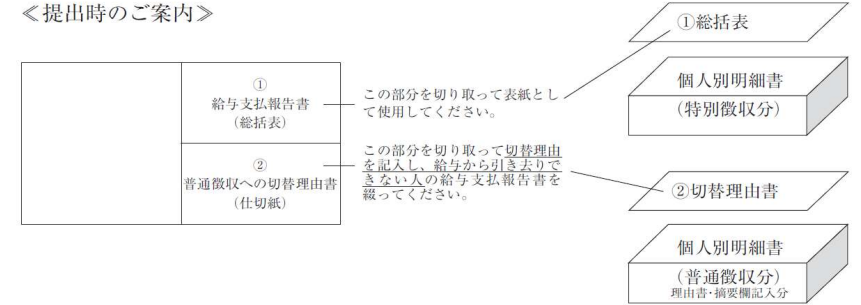 ≪提出時のご案内≫
①
給与支払報告書
(総括表)
②
普通徴収への切替理由書
(仕切紙)
この部分を切り取って表紙とし
て使用してください。
この部分を切り取って切替理由
を記入し、給与から引き去りで
きない人の給与支払報告書を
綴ってください。
①総括表
個人別明細書
(特別徴収分)
②切替理由書
個人別明細書
(普通徴収分)
理由書・摘要欄記入分